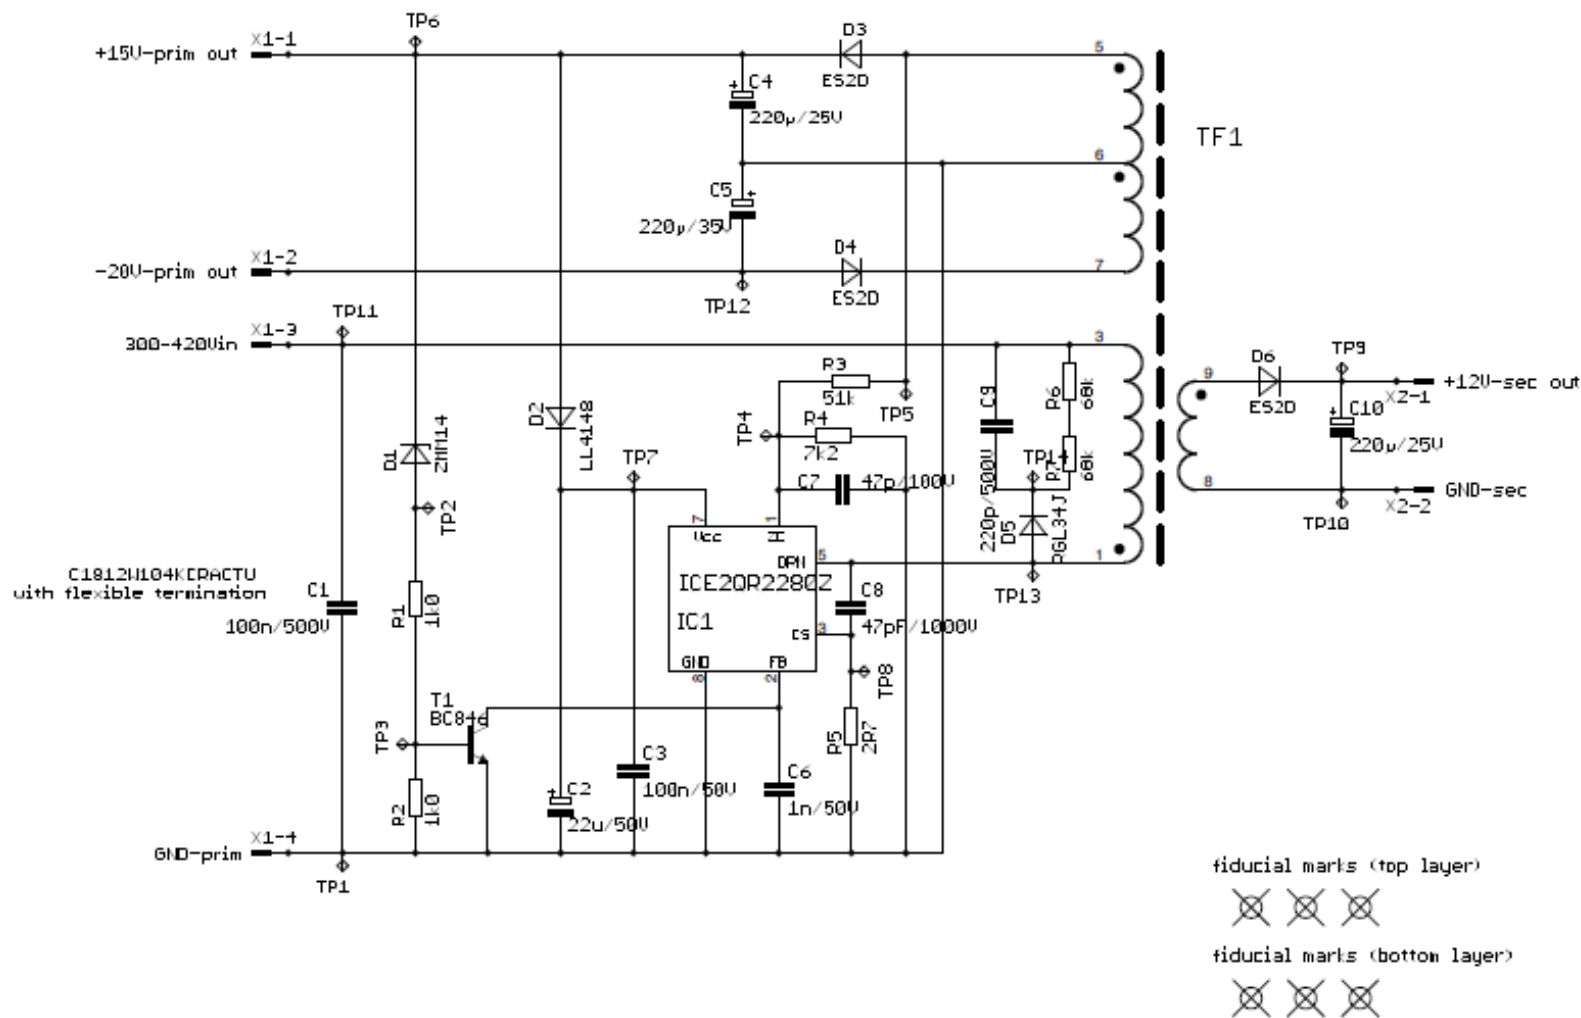 TP6
D3
+15V-prim out
X1-1
5
ES2D
C4
220µ/25V
TF1
6
C5
220µ/35V
D4
-20V-prim out
X1-2
7
ES2D
TP12
TP11
300-420Vin
X1-3
3
R3
51k
TP5
D6
TP9
9
+12V-sec out
X2-1
ES2D
C10
220µ/25V
D2
LL4148
TP4
R4
7k2
C9
220p/500V
R6
68k
R7
68k
D1
ZMM14
TP7
C7
47p/100V
TP14
8
GND-sec
X2-2
TP10
TP2
7
Vcc
1
D5
RGL34J
5
1
ICE2QR2280Z
IC1
C8
47pF/1000V
TP13
C1812W104KCRACTU
with flexible termination
C1
100n/500V
R1
1k0
CS
3
GND
FB
8
2
TP8
T1
BC846
TP3
R5
2R7
C3
100n/50V
C6
1n/50V
R2
1k0
C2
22u/50V
X1-4
GND-prim
TP1
fiducial marks (top layer)
fiducial marks (bottom layer)